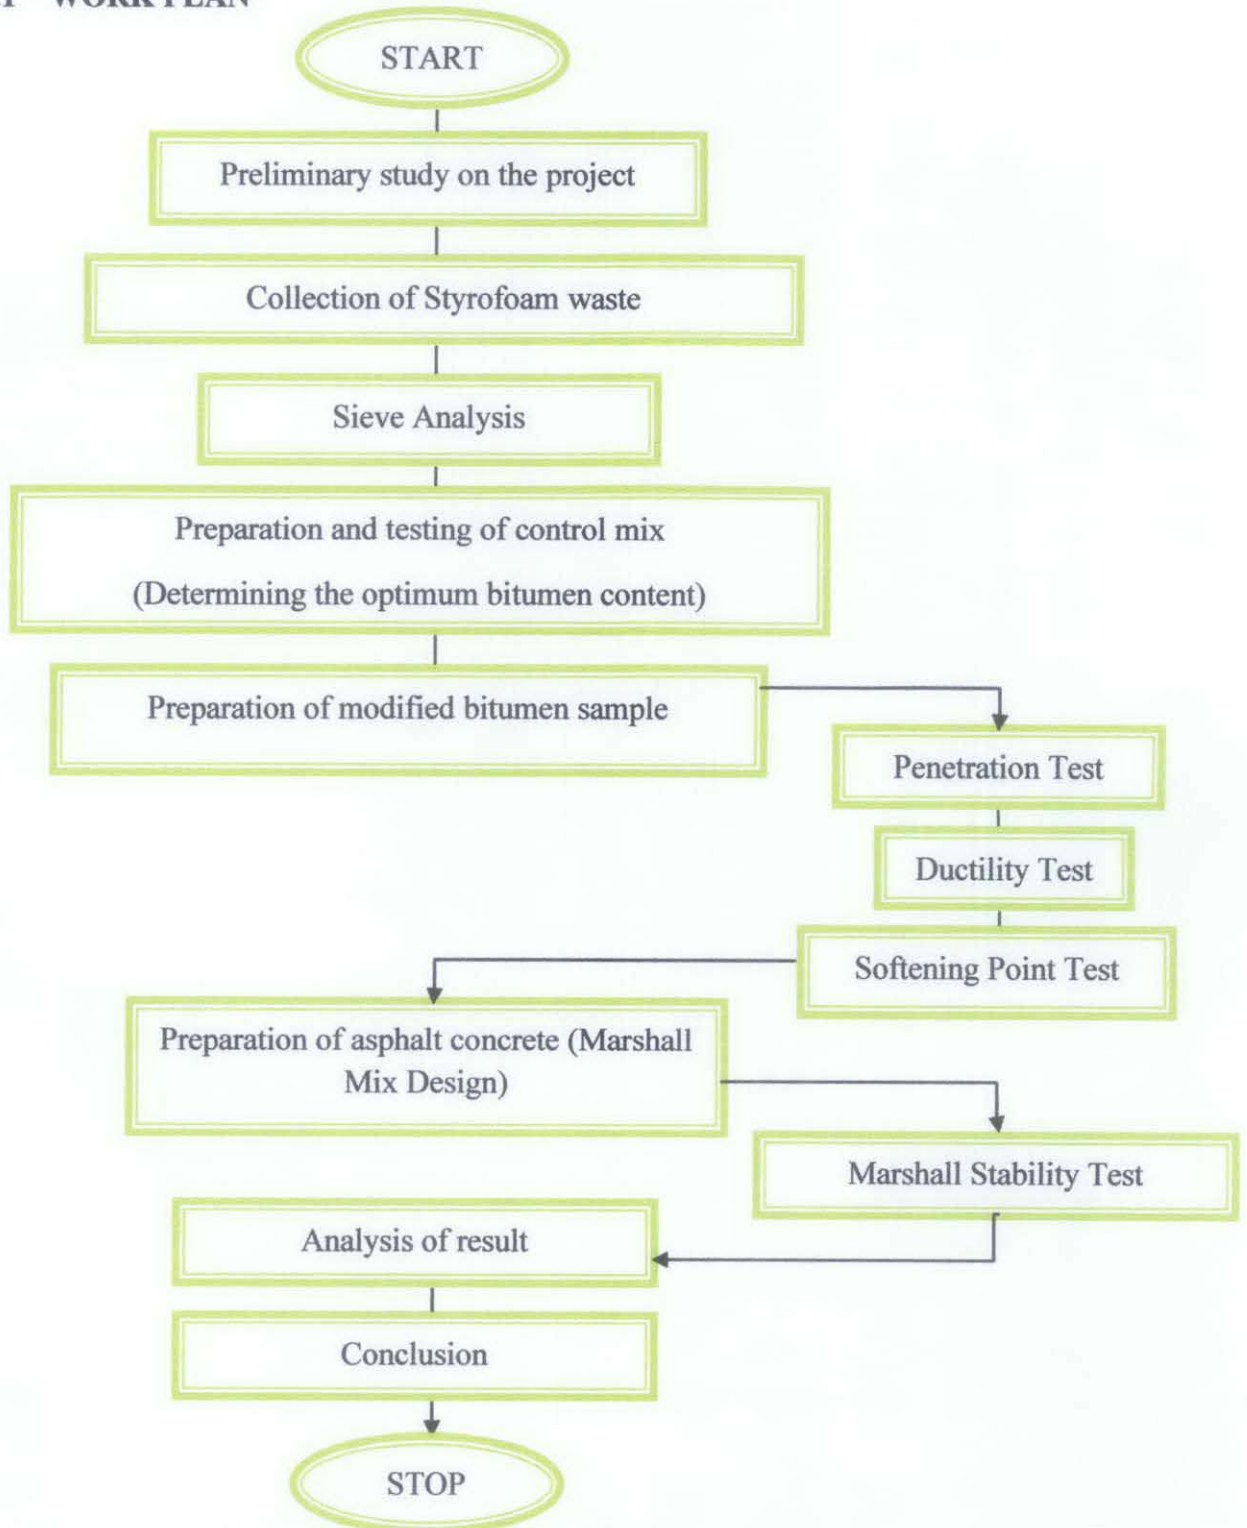 WORK PLAN
START
Preliminary study on the project
Collection of Styrofoam waste
Sieve Analysis
Preparation and testing of control mix
(Determining the optimum bitumen content)
Preparation of modified bitumen sample
Penetration Test
Ductility Test
Softening Point Test
Preparation of asphalt concrete (Marshall
Mix Design)
Marshall Stability Test
Analysis of result
Conclusion
STOP